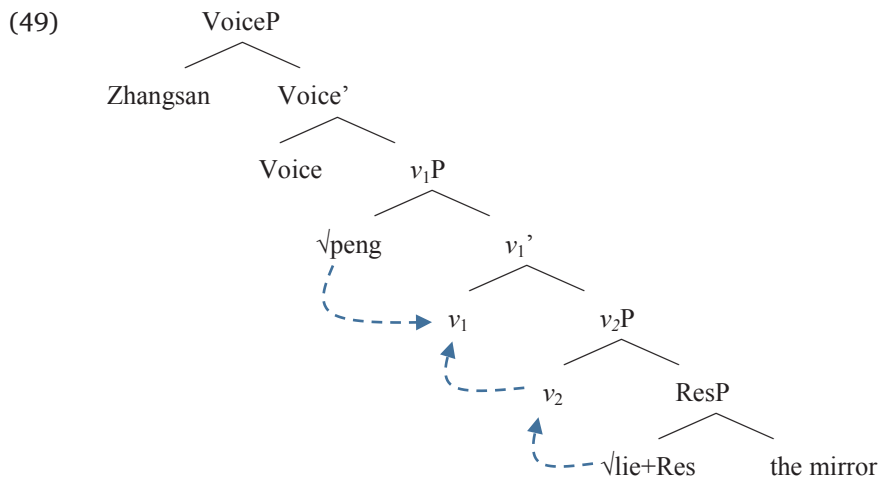 (49) VoiceP
Zhangsan Voice’
Voice v₁P
√peng v₁’
v₁ v₂P
v₂ ResP
√lie+Res the mirror